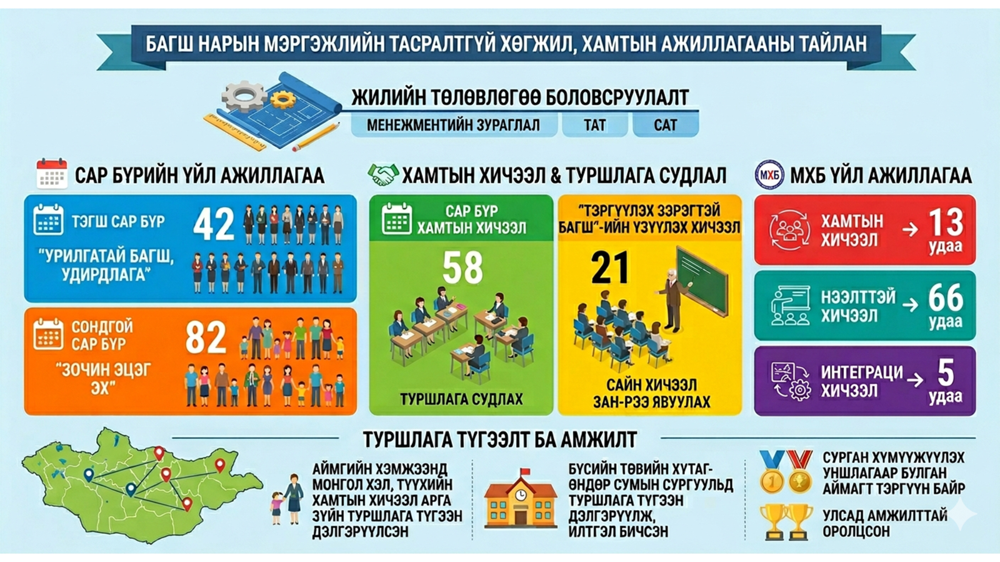 БАГШ НАРЫН МЭРГЭЖЛИЙН ТАСРАЛТГҮЙ ХӨГЖИЛ, ХАМТЫН АЖИЛЛАГААНЫ ТАЙЛАН
ЖИЛИЙН ТӨЛӨВЛӨГӨӨ БОЛОВСРУУЛАЛТ
МЕНЕЖМЕНТИЙН ЗУРАГЛАЛ
ТАТ
САТ
САР БҮРИЙН ҮЙЛ АЖИЛЛАГАА
ТЭГШ САР БҮР
42
"УРИЛГАТАЙ БАГШ,
УДИРДЛАГА"
СОНДГОЙ
САР БҮР
82
"ЗОЧИН ЭЦЭГ
ЭХ"
ХАМТЫН ХИЧЭЭЛ & ТУРШЛАГА СУДЛАЛ
САР БҮР
ХАМТЫН ХИЧЭЭЛ
58
ТУРШЛАГА СУДЛАХ
"ТЭРГҮҮЛЭХ ЗЭРЭГТЭЙ
БАГШ"-ИЙН ҮЗҮҮЛЭХ ХИЧЗЗЛ
21
САЙН ХИЧЭЭЛ
ЗАН-РЗЭ ЯВУУЛАХ
МХБ
МХБ ҮЙЛ АЖИЛЛАГАА
ХАМТЫН
ХИЧЭЭЛ
13
удаа
НЭЭЛТТЭЙ
ХИЧЭЭЛ
66
удаа
ИНТЕГРАЦИ
ХИЧЗЭЛ
5
удаа
ТУРШЛАГА ТҮГЭЭЛТ БА АМЖИЛТ
АЙМГИЙН ХЭМЖЭЭНД
МОНГОЛ ХЭЛ, ТҮҮХИЙН
ХАМТЫН ХИЧЭЭЛ АРГА
ЗҮЙН ТУРШЛАГА ТҮГЭЭН
ДЭЛГЭРҮҮЛСЭН
БҮСИЙН ТӨВИЙН ХУТАГ-
ӨНДӨР СУМЫН СУРГУУЛЬД
ТУРШЛАГА ТҮГЭЭН
ДЭЛГЭРҮҮЛЖ,
ИЛТГЭЛ БИЧСЭН
1
СУРГАН ХҮМҮҮЖҮҮЛЭХ
УНШЛАГААР БУЛГАН
АЙМАГТ ТЭРГҮҮН БАЙР
УЛСАД АМЖИЛТТАЙ
ОРОЛЦСОН